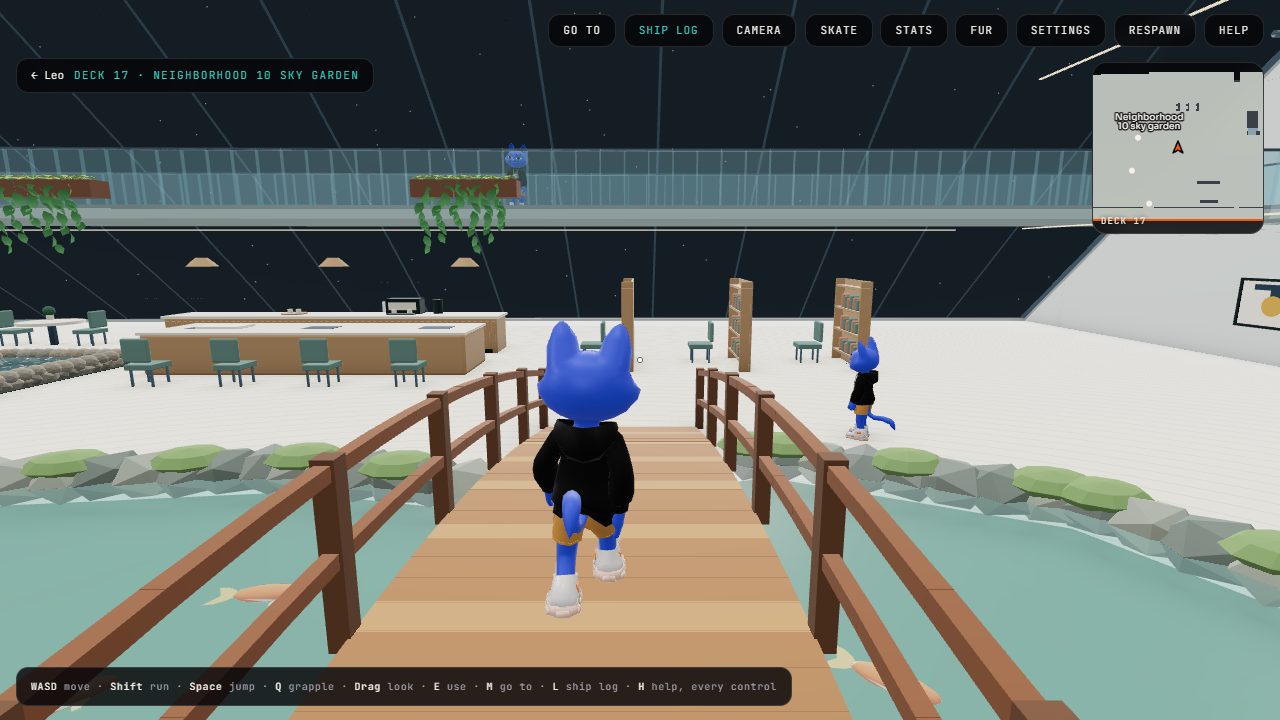 GO TO
SHIP LOG
CAMERA
SKATE
STATS
FUR
SETTINGS
RESPAWN
HELP
← Leo DECK 17 · NEIGHBORHOOD 10 SKY GARDEN
Neighborhood
10 sky garden
DECK 17
WASD move · Shift run · Space jump · Q grapple · Drag look · E use · M go to · L ship log · H help, every control